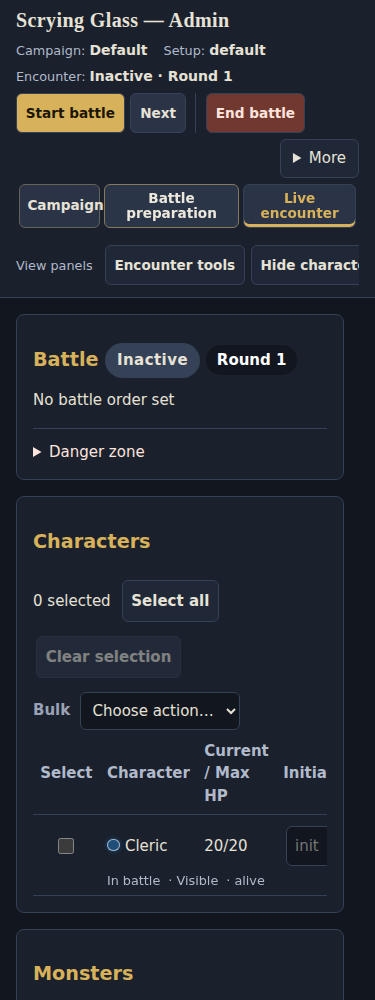 Scrying Glass — Admin
Campaign: Default Setup: default
Encounter: Inactive · Round 1
Start battle Next End battle
▶ More
Campaign Battle preparation Live encounter
View panels Encounter tools Hide charact
Battle Inactive Round 1
No battle order set
▶ Danger zone
Characters
0 selected Select all
Clear selection
Bulk Choose action...
Select Character Current / Max HP Initia
Cleric 20/20 init
In battle · Visible · alive
Monsters